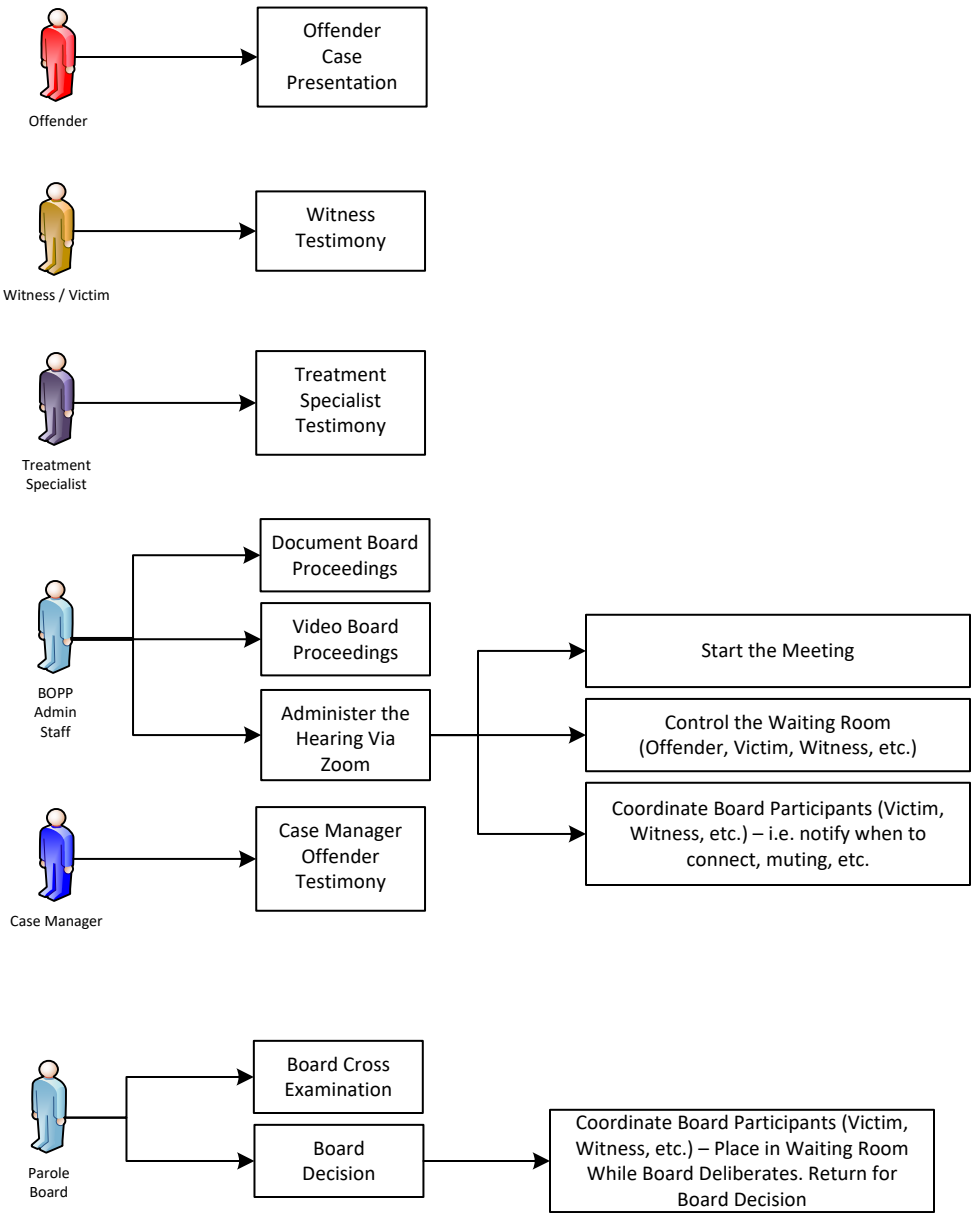 Offender
Case
Presentation
Offender
Witness
Testimony
Witness / Victim
Treatment
Specialist
Testimony
Treatment
Specialist
Document Board
Proceedings
Video Board
Proceedings
Administer the
Hearing Via
Zoom
BOPP
Admin
Staff
Start the Meeting
Control the Waiting Room
(Offender, Victim, Witness, etc.)
Coordinate Board Participants (Victim,
Witness, etc.) – i.e. notify when to
connect, muting, etc.
Case Manager
Offender
Testimony
Case Manager
Board Cross
Examination
Board
Decision
Parole
Board
Coordinate Board Participants (Victim,
Witness, etc.) – Place in Waiting Room
While Board Deliberates. Return for
Board Decision